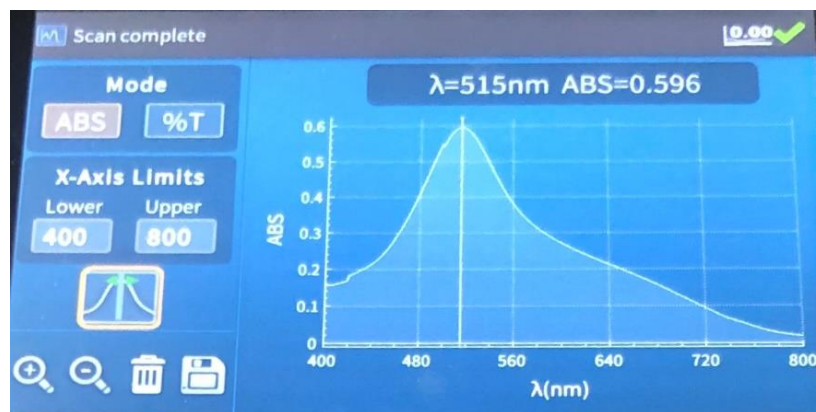 Scan complete
0.00
Mode
ABS %T
X-Axis Limits
Lower Upper
400 800
λ=515nm ABS=0.596
ABS
0.6
0.5
0.4
0.3
0.2
0.1
0
400 480 560 640 720 800
λ(nm)